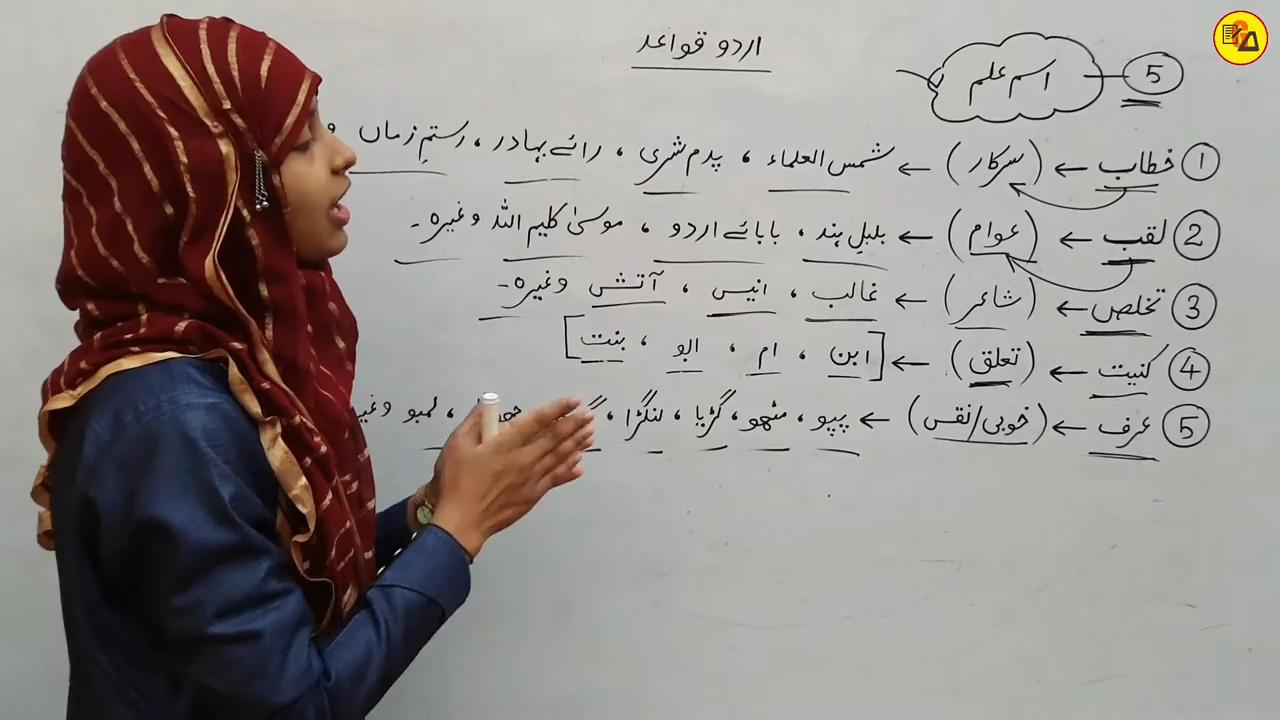 اردو قواعد
اسم علم 5
① خطاب ← (سرکار) ← شمس العلماء ، پدم شری ، رائے بہادر ، رستمِ زماں و
② لقب ← (عوام) ← بلبلِ ہند ، بابائے اردو ، موسیٰ کلیم اللہ وغیرہ۔
③ تخلص ← (شاعر) ← غالب ، انیس ، آتش وغیرہ۔
④ کنیت ← (تعلق) ← [ابن ، ام ، ابو ، بنت]
⑤ عرف ← (خوبی/نقس) ← پپو ، مٹھو ، گڑیا ، لنگڑا ، ، لمبو